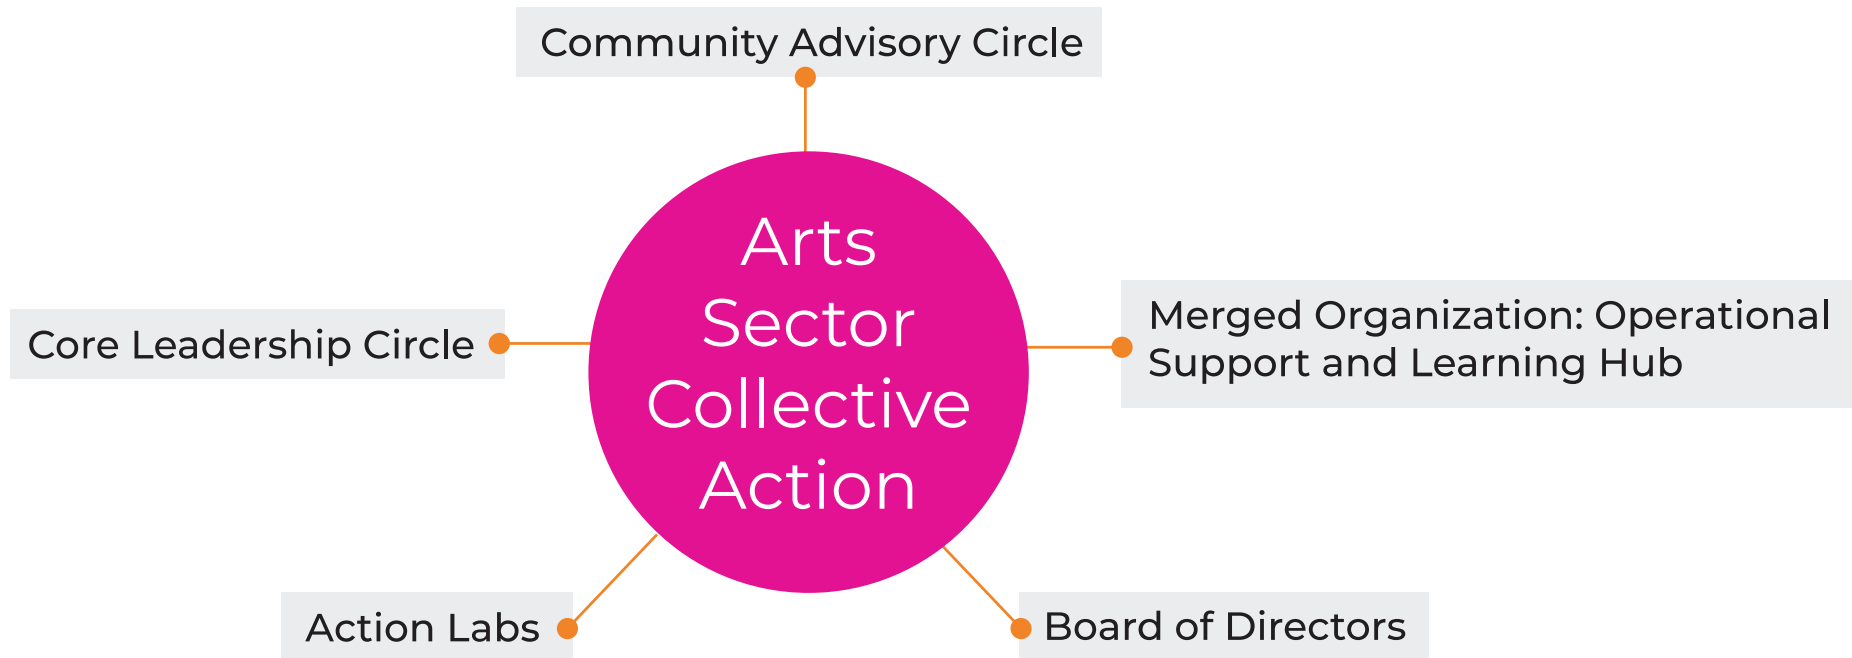 Community Advisory Circle
Arts
Sector
Collective
Action
Core Leadership Circle
Merged Organization: Operational
Support and Learning Hub
Action Labs
Board of Directors